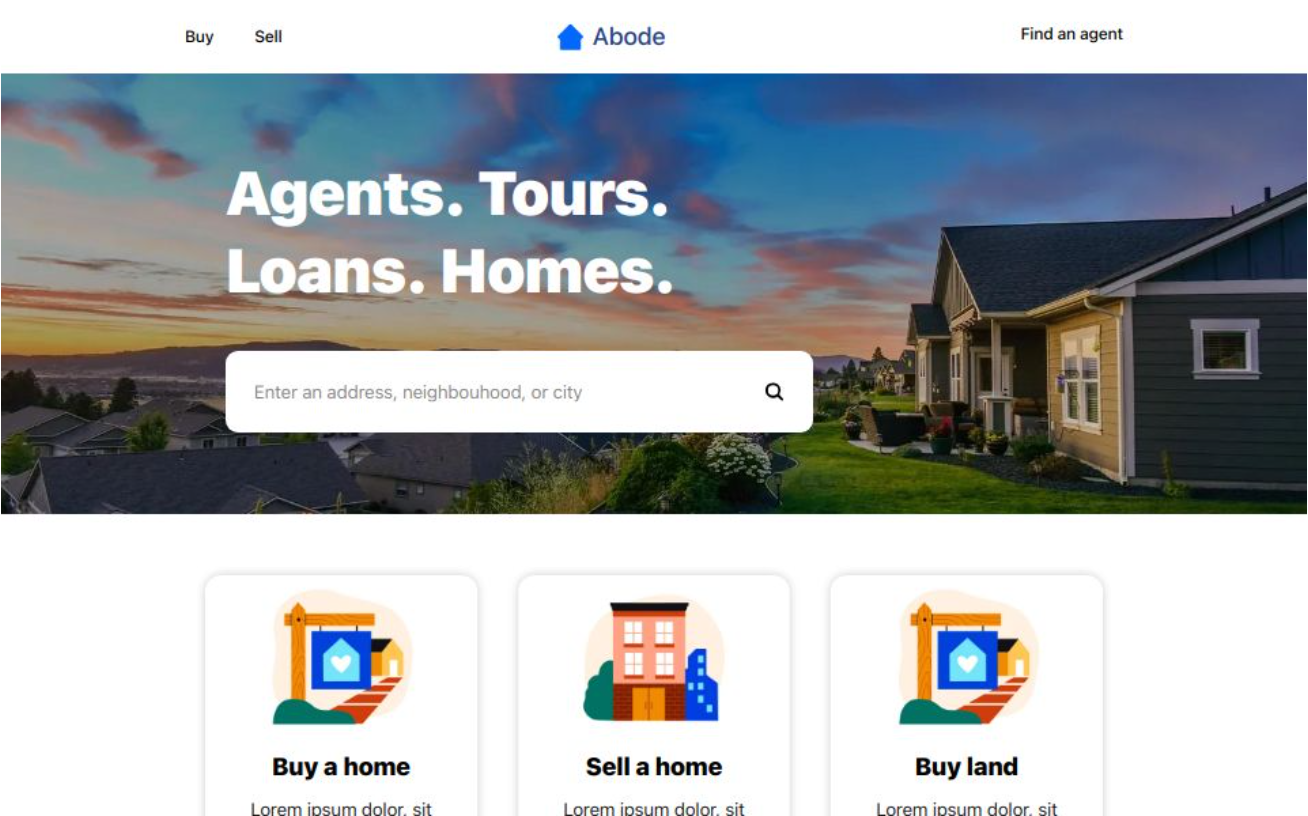 Buy Sell Abode Find an agent
Agents. Tours.
Loans. Homes.
Enter an address, neighbouhood, or city
Buy a home
Lorem ipsum dolor, sit
Sell a home
Lorem ipsum dolor, sit
Buy land
Lorem ipsum dolor, sit